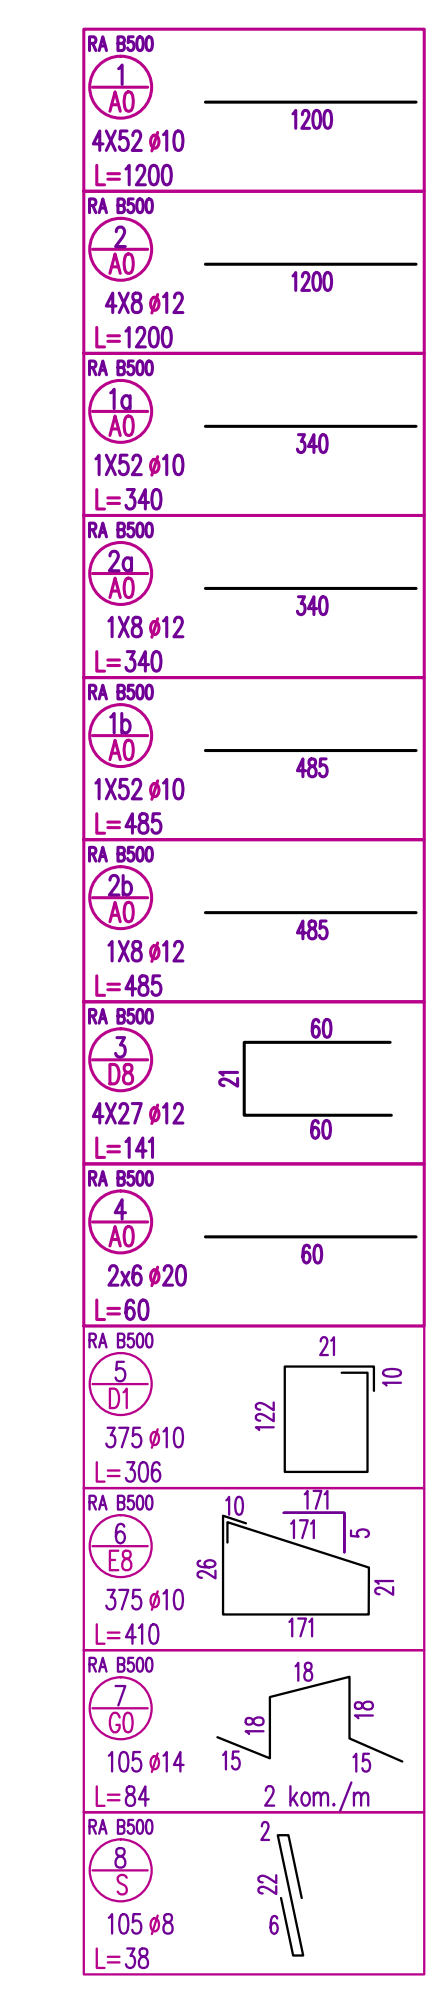 RA B500
1
A0
1200
4X52 ø10
L=1200
RA B500
2
A0
1200
4X8 ø12
L=1200
RA B500
1a
A0
340
1X52 ø10
L=340
RA B500
2a
A0
340
1X8 ø12
L=340
RA B500
1b
A0
485
1X52 ø10
L=485
RA B500
2b
A0
485
1X8 ø12
L=485
RA B500
3
D8
60
21
60
4X27 ø12
L=141
RA B500
4
A0
60
2x6 ø20
L=60
RA B500
5
D1
21
10
122
375 ø10
L=306
RA B500
6
E8
171
10
171
5
26
21
171
375 ø10
L=410
RA B500
7
G0
18
18
18
15
15
105 ø14
L=84
2 kom./m
RA B500
8
S
2
22
6
105 ø8
L=38